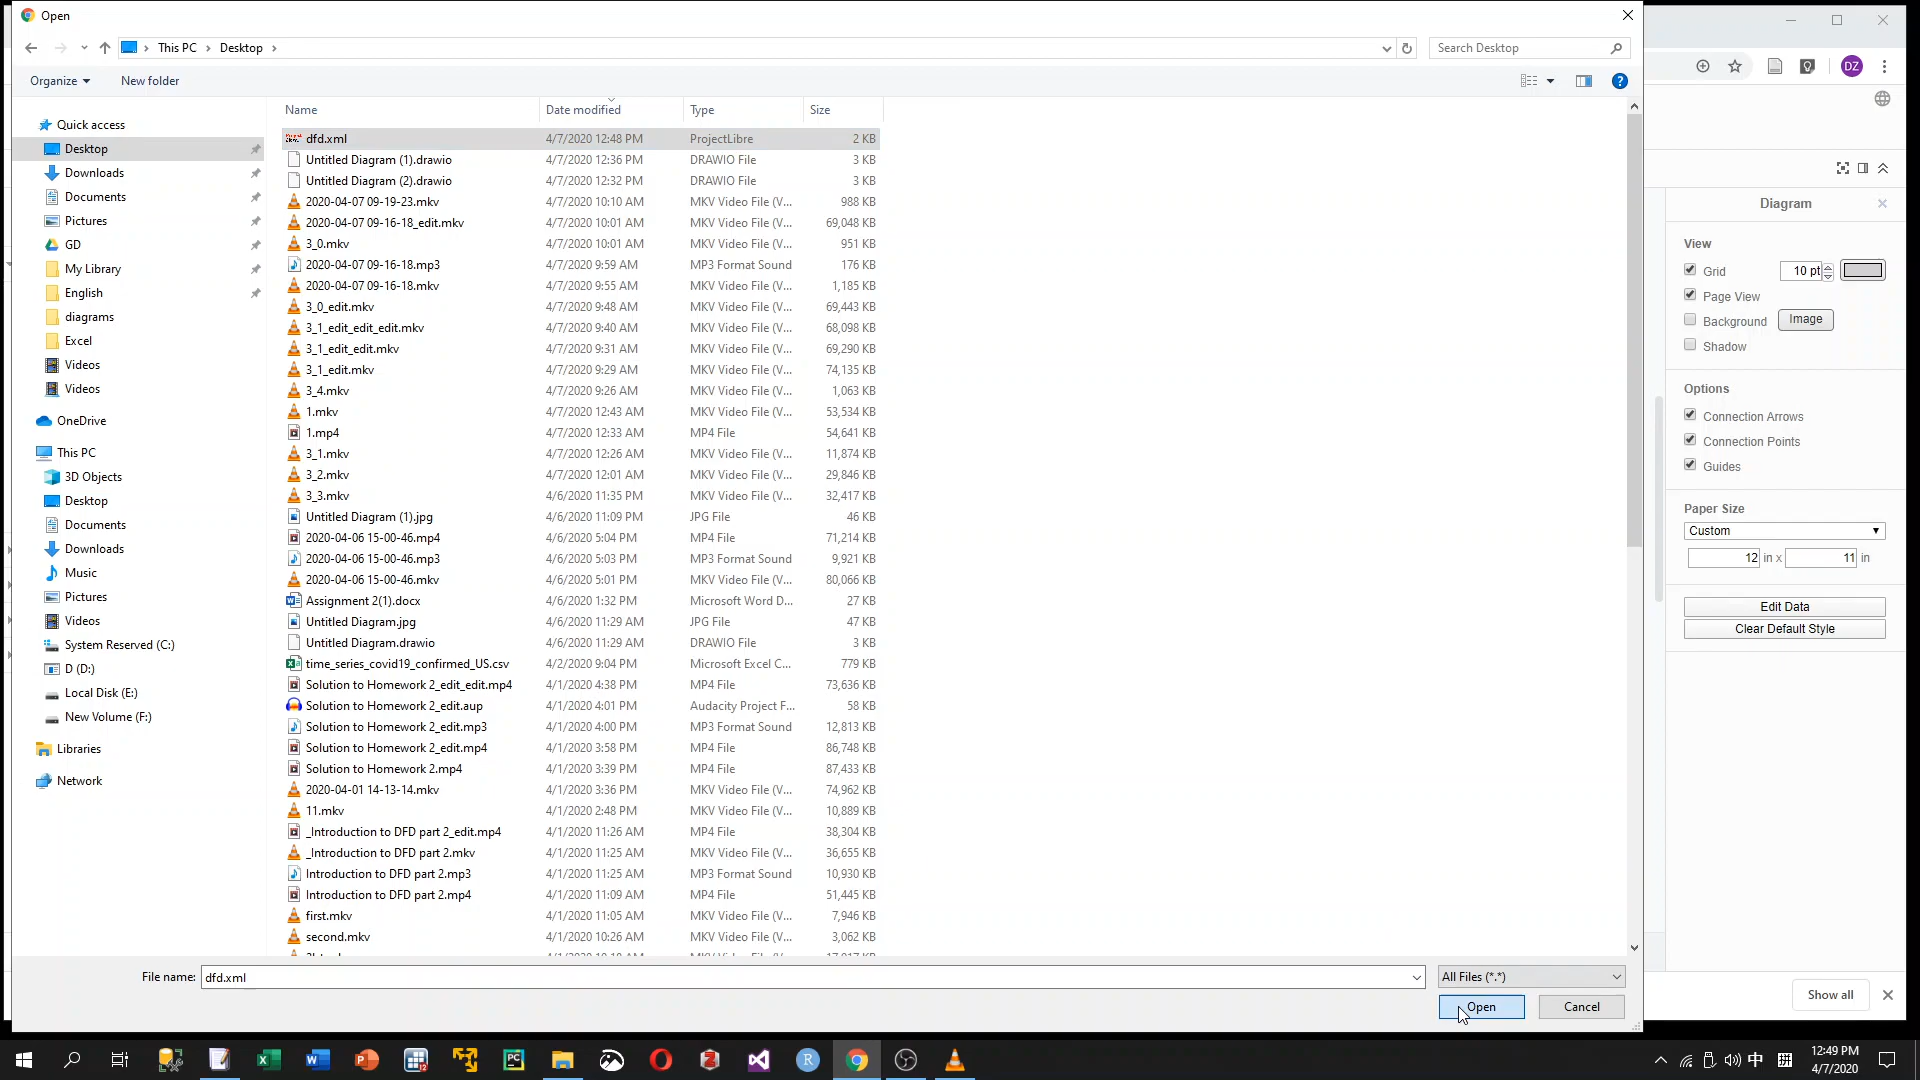 Open
This PC
Desktop
Search Desktop
Organize
New folder
DZ
Name
Date modified
Type
Size
Quick access
Desktop
Downloads
Documents
Pictures
GD
My Library
English
diagrams
Excel
Videos
Videos
OneDrive
This PC
3D Objects
Desktop
Documents
Downloads
Music
Pictures
Videos
System Reserved (C:)
D (D:)
Local Disk (E:)
New Volume (F:)
Libraries
Network
dfd.xml 4/7/2020 12:48 PM ProjectLibre 2 KB
Untitled Diagram (1).drawio 4/7/2020 12:36 PM DRAWIO File 3 KB
Untitled Diagram (2).drawio 4/7/2020 12:32 PM DRAWIO File 3 KB
2020-04-07 09-19-23.mkv 4/7/2020 10:10 AM MKV Video File (V... 988 KB
2020-04-07 09-16-18_edit.mkv 4/7/2020 10:01 AM MKV Video File (V... 69,048 KB
3_0.mkv 4/7/2020 10:01 AM MKV Video File (V... 951 KB
2020-04-07 09-16-18.mp3 4/7/2020 9:59 AM MP3 Format Sound 176 KB
2020-04-07 09-16-18.mkv 4/7/2020 9:55 AM MKV Video File (V... 1,185 KB
3_0_edit.mkv 4/7/2020 9:48 AM MKV Video File (V... 69,443 KB
3_1_edit_edit_edit.mkv 4/7/2020 9:40 AM MKV Video File (V... 68,098 KB
3_1_edit_edit.mkv 4/7/2020 9:31 AM MKV Video File (V... 69,290 KB
3_1_edit.mkv 4/7/2020 9:29 AM MKV Video File (V... 74,135 KB
3_4.mkv 4/7/2020 9:26 AM MKV Video File (V... 1,063 KB
1.mkv 4/7/2020 12:43 AM MKV Video File (V... 53,534 KB
1.mp4 4/7/2020 12:33 AM MP4 File 54,641 KB
3_1.mkv 4/7/2020 12:26 AM MKV Video File (V... 11,874 KB
3_2.mkv 4/7/2020 12:01 AM MKV Video File (V... 29,846 KB
3_3.mkv 4/6/2020 11:35 PM MKV Video File (V... 32,417 KB
Untitled Diagram (1).jpg 4/6/2020 11:09 PM JPG File 46 KB
2020-04-06 15-00-46.mp4 4/6/2020 5:04 PM MP4 File 71,214 KB
2020-04-06 15-00-46.mp3 4/6/2020 5:03 PM MP3 Format Sound 9,921 KB
2020-04-06 15-00-46.mkv 4/6/2020 5:01 PM MKV Video File (V... 80,066 KB
Assignment 2(1).docx 4/6/2020 1:32 PM Microsoft Word D... 27 KB
Untitled Diagram.jpg 4/6/2020 11:29 AM JPG File 47 KB
Untitled Diagram.drawio 4/6/2020 11:29 AM DRAWIO File 3 KB
time_series_covid19_confirmed_US.csv 4/2/2020 9:04 PM Microsoft Excel C... 779 KB
Solution to Homework 2_edit_edit.mp4 4/1/2020 4:38 PM MP4 File 73,636 KB
Solution to Homework 2_edit.aup 4/1/2020 4:01 PM Audacity Project F... 58 KB
Solution to Homework 2_edit.mp3 4/1/2020 4:00 PM MP3 Format Sound 12,813 KB
Solution to Homework 2_edit.mp4 4/1/2020 3:58 PM MP4 File 86,748 KB
Solution to Homework 2.mp4 4/1/2020 3:39 PM MP4 File 87,433 KB
2020-04-01 14-13-14.mkv 4/1/2020 3:36 PM MKV Video File (V... 74,962 KB
11.mkv 4/1/2020 2:48 PM MKV Video File (V... 10,889 KB
_Introduction to DFD part 2_edit.mp4 4/1/2020 11:26 AM MP4 File 38,304 KB
_Introduction to DFD part 2.mkv 4/1/2020 11:25 AM MKV Video File (V... 36,655 KB
Introduction to DFD part 2.mp3 4/1/2020 11:25 AM MP3 Format Sound 10,930 KB
Introduction to DFD part 2.mp4 4/1/2020 11:09 AM MP4 File 51,445 KB
first.mkv 4/1/2020 11:05 AM MKV Video File (V... 7,946 KB
second.mkv 4/1/2020 10:26 AM MKV Video File (V... 3,062 KB
File name: dfd.xml
All Files (*.*)
Open
Cancel
Diagram
View
Grid 10 pt
Page View
Background Image
Shadow
Options
Connection Arrows
Connection Points
Guides
Paper Size
Custom
12 in x 11 in
Edit Data
Clear Default Style
Show all
中
拼
12:49 PM
4/7/2020